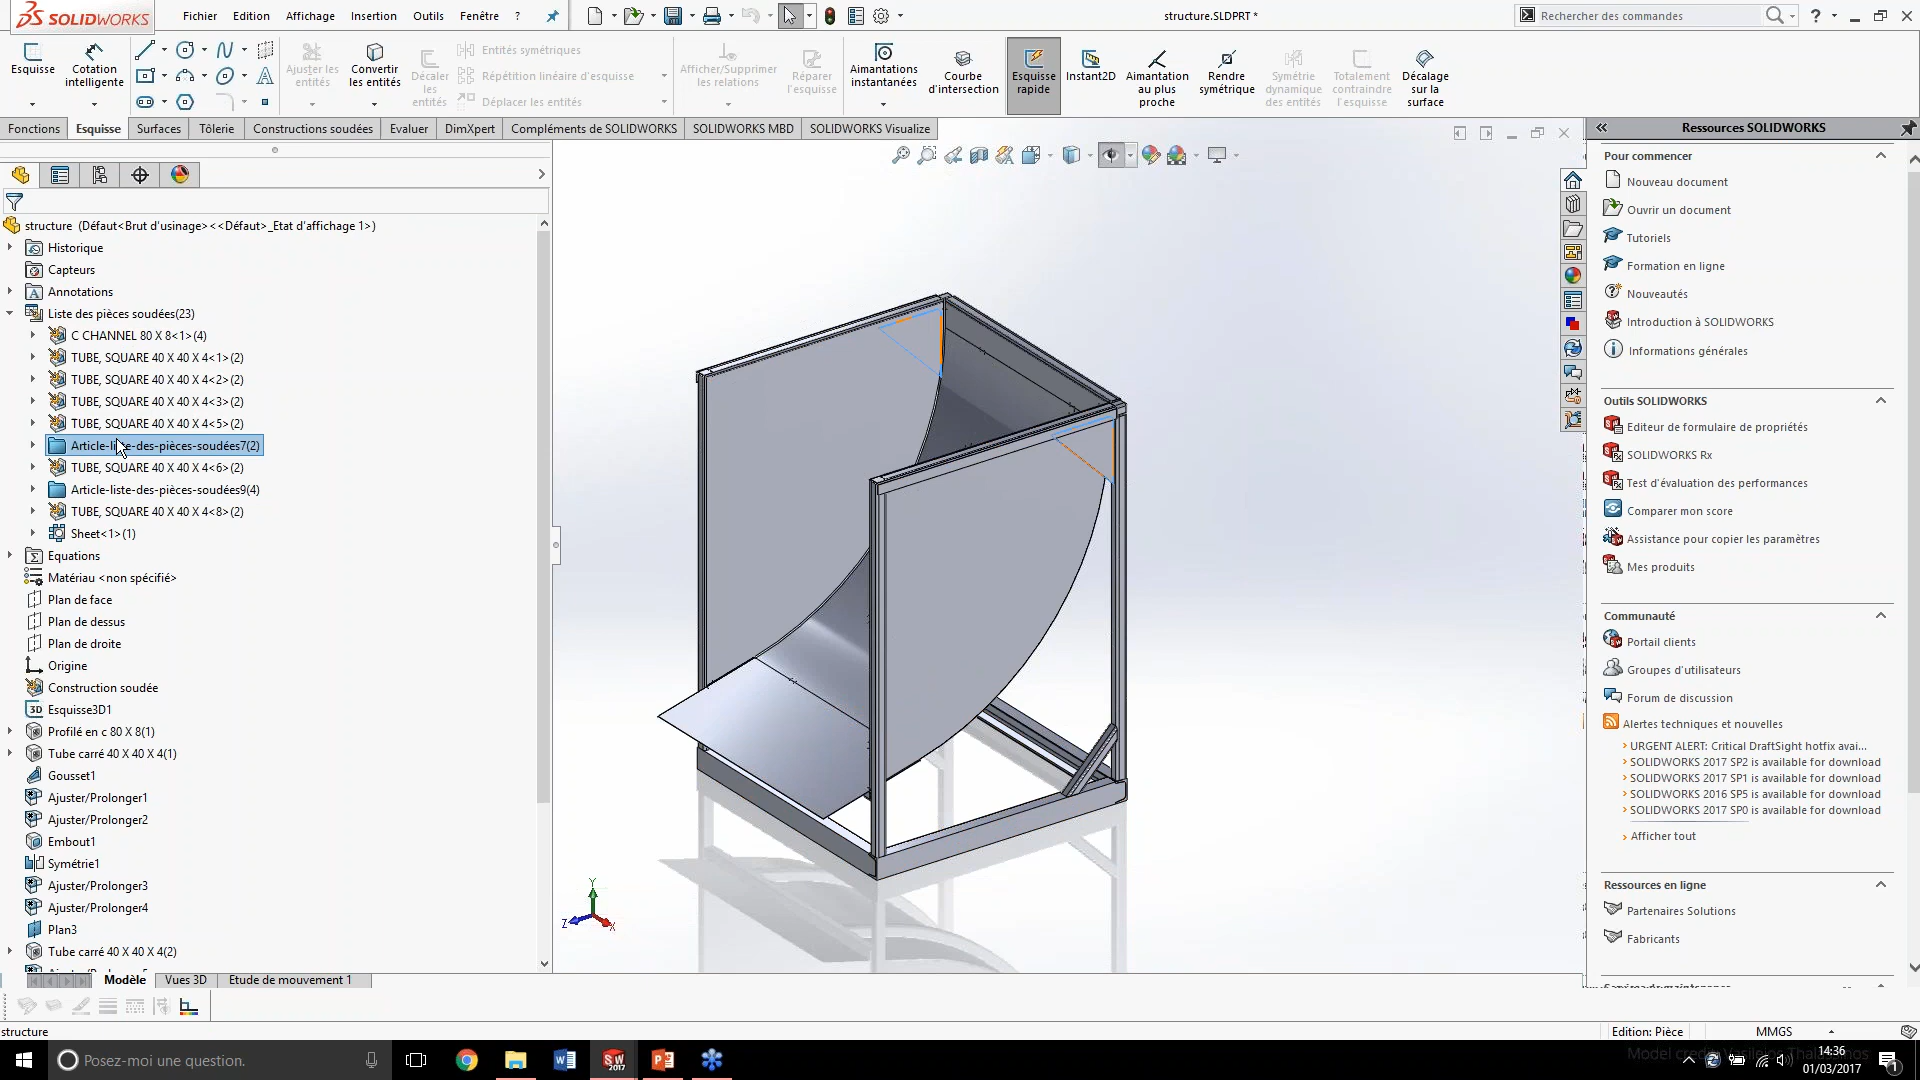 SOLIDWORKS
Fichier Edition Affichage Insertion Outils Fenêtre ?
structure.SLDPRT *
Rechercher des commandes
Esquisse
Cotation intelligente
Ajuster les entités
Convertir les entités
Décaler les entités
Entités symétriques
Répétition linéaire d'esquisse
Déplacer les entités
Afficher/Supprimer les relations
Réparer l'esquisse
Aimantations instantanées
Courbe d'intersection
Esquisse rapide
Instant2D
Aimantation au plus proche
Rendre symétrique
Symétrie dynamique des entités
Totalement contraindre l'esquisse
Décalage sur la surface
Fonctions Esquisse Surfaces Tôlerie Constructions soudées Evaluer DimXpert Compléments de SOLIDWORKS SOLIDWORKS MBD SOLIDWORKS Visualize
structure (Défaut<Brut d'usinage><<Défaut>_Etat d'affichage 1>)
Historique
Capteurs
Annotations
Liste des pièces soudées(23)
C CHANNEL 80 X 8<1>(4)
TUBE, SQUARE 40 X 40 X 4<1>(2)
TUBE, SQUARE 40 X 40 X 4<2>(2)
TUBE, SQUARE 40 X 40 X 4<3>(2)
TUBE, SQUARE 40 X 40 X 4<5>(2)
Article-liste-des-pièces-soudées7(2)
TUBE, SQUARE 40 X 40 X 4<6>(2)
Article-liste-des-pièces-soudées9(4)
TUBE, SQUARE 40 X 40 X 4<8>(2)
Sheet<1>(1)
Equations
Matériau <non spécifié>
Plan de face
Plan de dessus
Plan de droite
Origine
Construction soudée
3D Esquisse3D1
Profilé en c 80 X 8(1)
Tube carré 40 X 40 X 4(1)
Gousset1
Ajuster/Prolonger1
Ajuster/Prolonger2
Embout1
Symétrie1
Ajuster/Prolonger3
Ajuster/Prolonger4
Plan3
Tube carré 40 X 40 X 4(2)
Y
Z
X
Modèle Vues 3D Etude de mouvement 1
structure
Edition: Pièce MMGS
Ressources SOLIDWORKS
Pour commencer
Nouveau document
Ouvrir un document
Tutoriels
Formation en ligne
Nouveautés
Introduction à SOLIDWORKS
Informations générales
Outils SOLIDWORKS
Editeur de formulaire de propriétés
SOLIDWORKS Rx
Test d'évaluation des performances
Comparer mon score
Assistance pour copier les paramètres
Mes produits
Communauté
Portail clients
Groupes d'utilisateurs
Forum de discussion
Alertes techniques et nouvelles
URGENT ALERT: Critical DraftSight hotfix avai...
SOLIDWORKS 2017 SP2 is available for download
SOLIDWORKS 2017 SP1 is available for download
SOLIDWORKS 2016 SP5 is available for download
SOLIDWORKS 2017 SP0 is available for download
Afficher tout
Ressources en ligne
Partenaires Solutions
Fabricants
Posez-moi une question.
14:36
01/03/2017